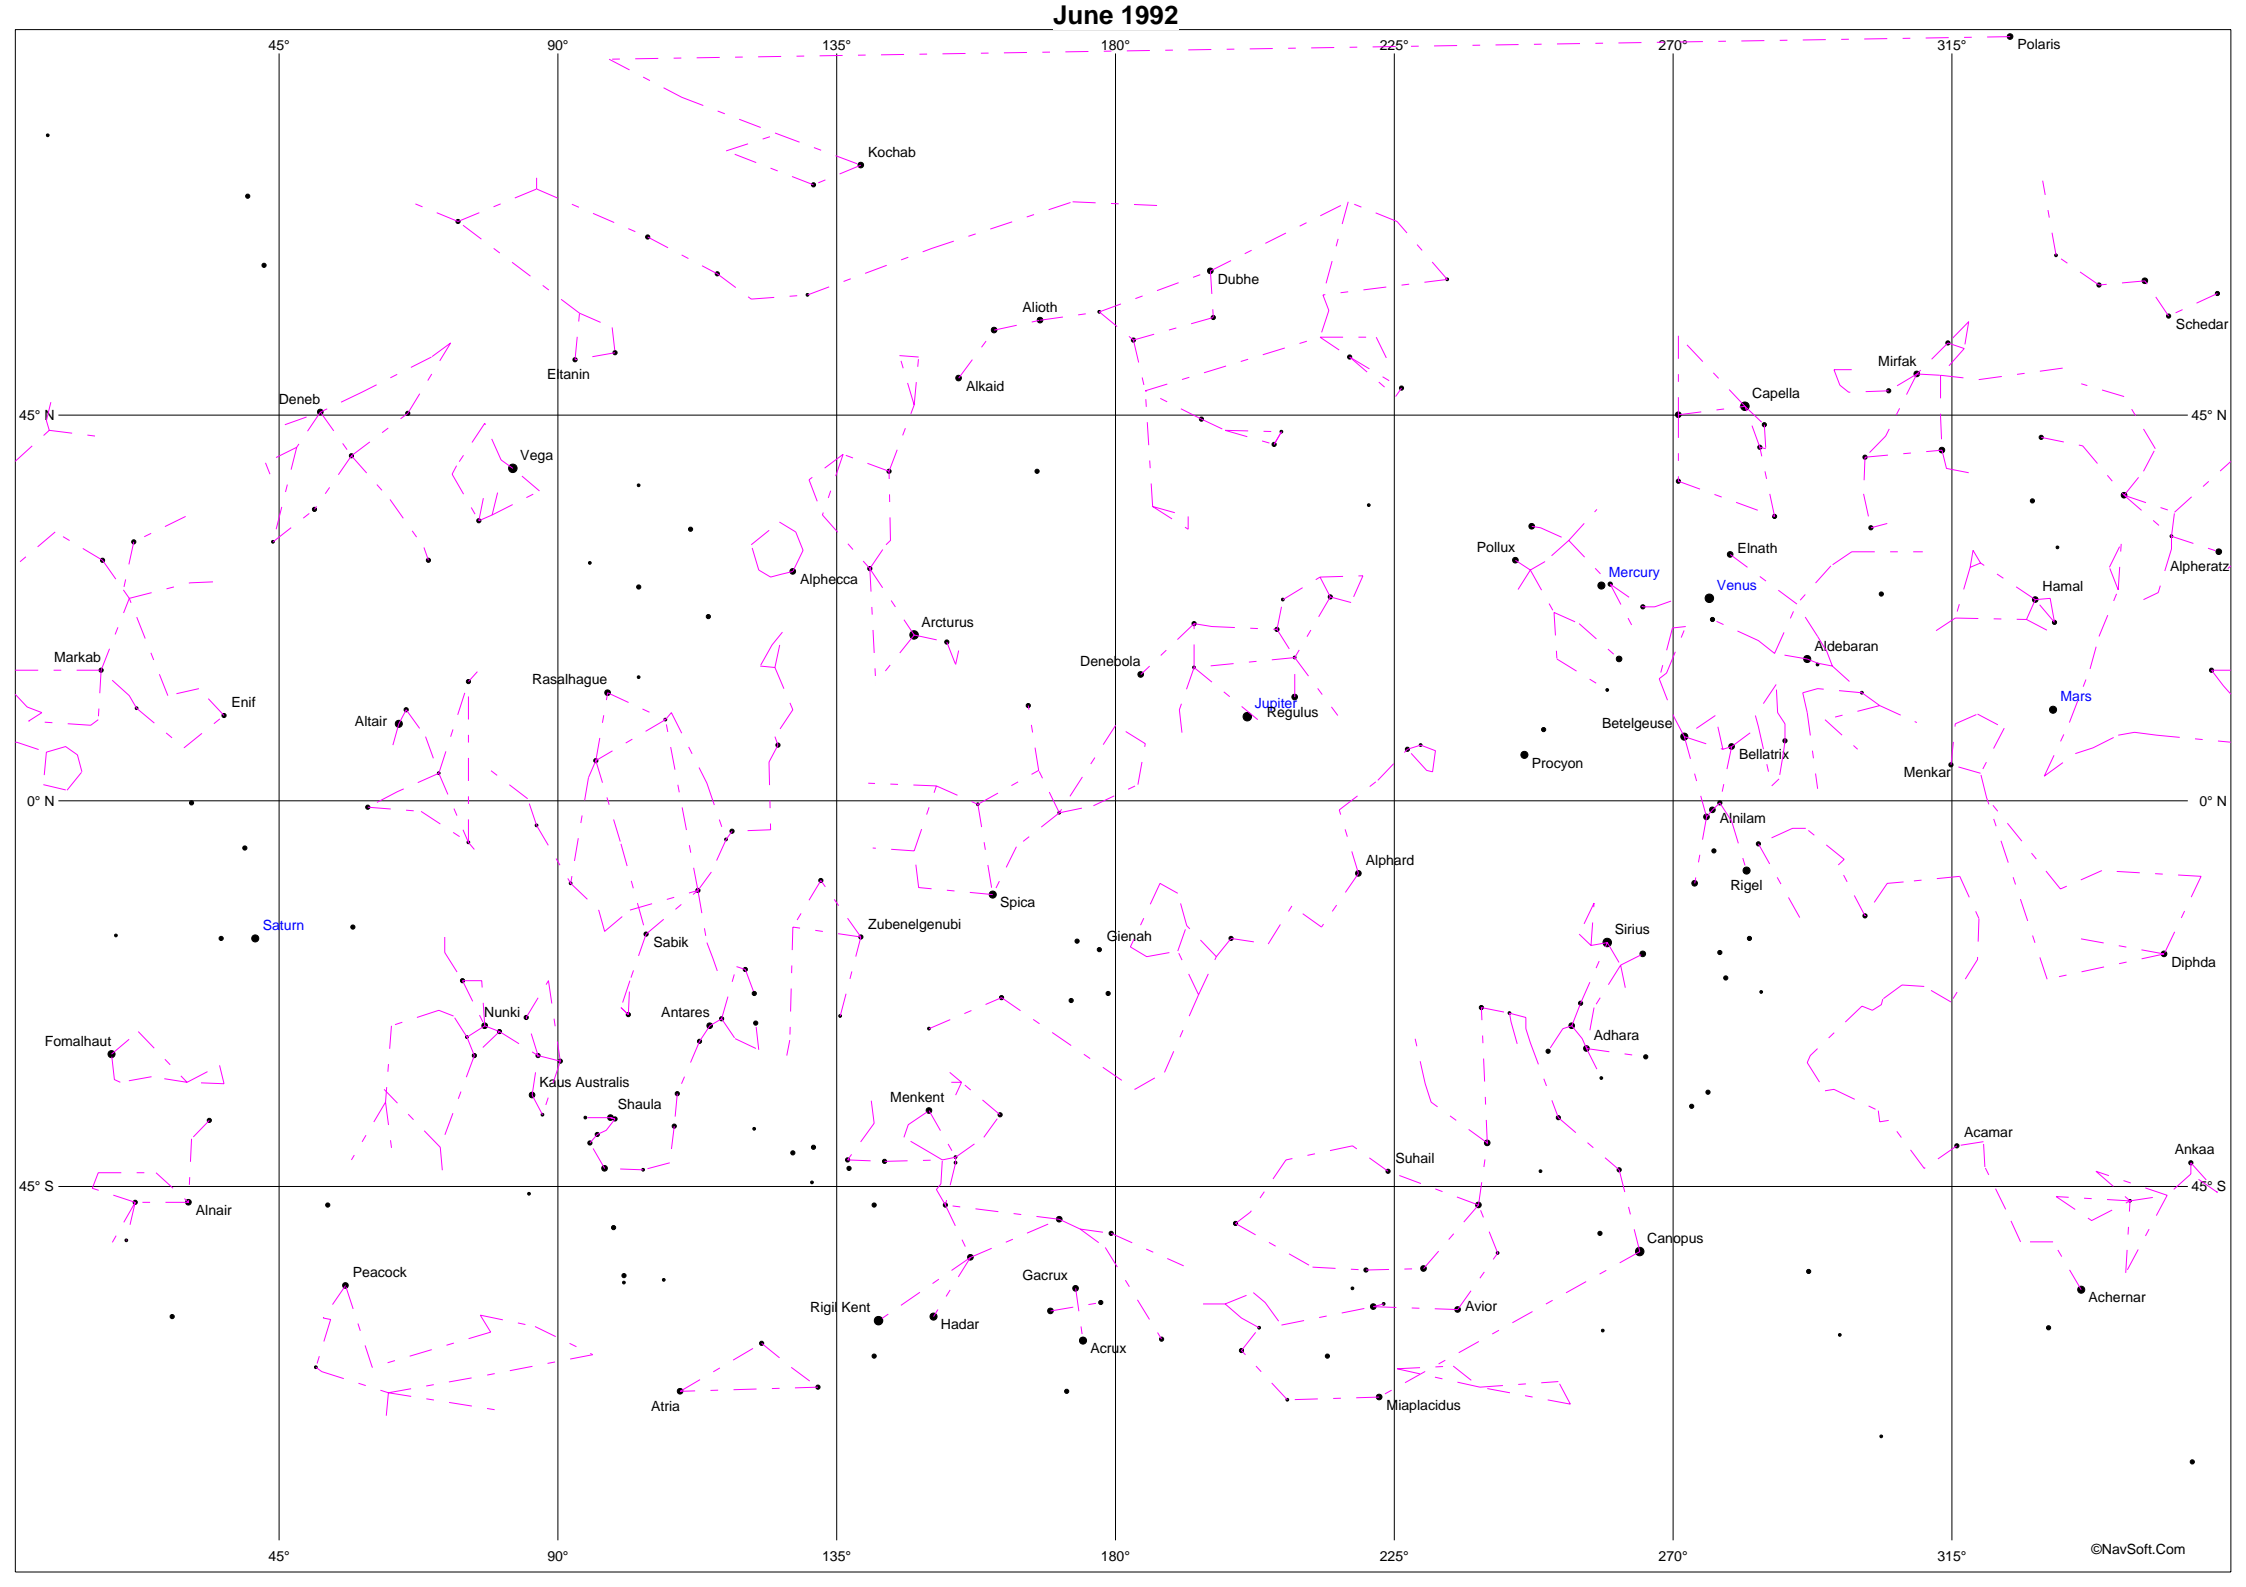 June 1992
45° 90° 135° 180° 225° 270° 315°
Polaris
Kochab
Dubhe
Alioth
Schedar
Mirfak
Eltanin
Alkaid
Capella
Deneb
45° N 45° N
Vega
Pollux
Elnath
Alpheratz
Mercury
Alphecca
Venus
Hamal
Arcturus
Aldebaran
Markab
Denebola
Rasalhague
Enif
Jupiter
Mars
Regulus
Altair
Betelgeuse
Bellatrix
Procyon
Menkar
0° N 0° N
Alnilam
Alphard
Rigel
Spica
Saturn
Zubenelgenubi
Sirius
Gienah
Sabik
Diphda
Nunki
Antares
Adhara
Fomalhaut
Kaus Australis
Menkent
Shaula
Acamar
Ankaa
Suhail
45° S 45° S
Alnair
Canopus
Peacock
Gacrux
Achernar
Rigil Kent
Avior
Hadar
Acrux
Atria
Miaplacidus
©NavSoft.Com
45° 90° 135° 180° 225° 270° 315°